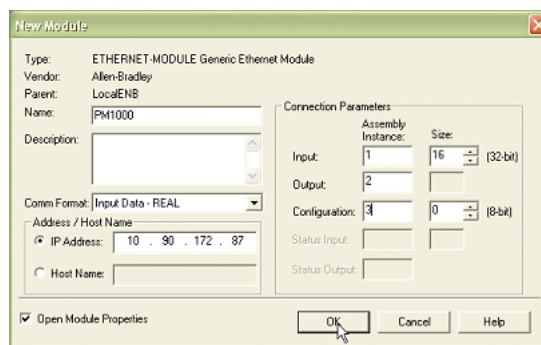 New Module
Type: ETHERNET-MODULE Generic Ethernet Module
Vendor: Allen-Bradley
Parent: LocalENB
Name: PM1000
Description:
Comm Format: Input Data - REAL
Address / Host Name
IP Address: 10 . 90 . 172 . 87
Host Name:
Connection Parameters
Assembly Instance: Size:
Input: 1 16 (32-bit)
Output: 2
Configuration: 3 0 (8-bit)
Status Input:
Status Output:
Open Module Properties
OK Cancel Help